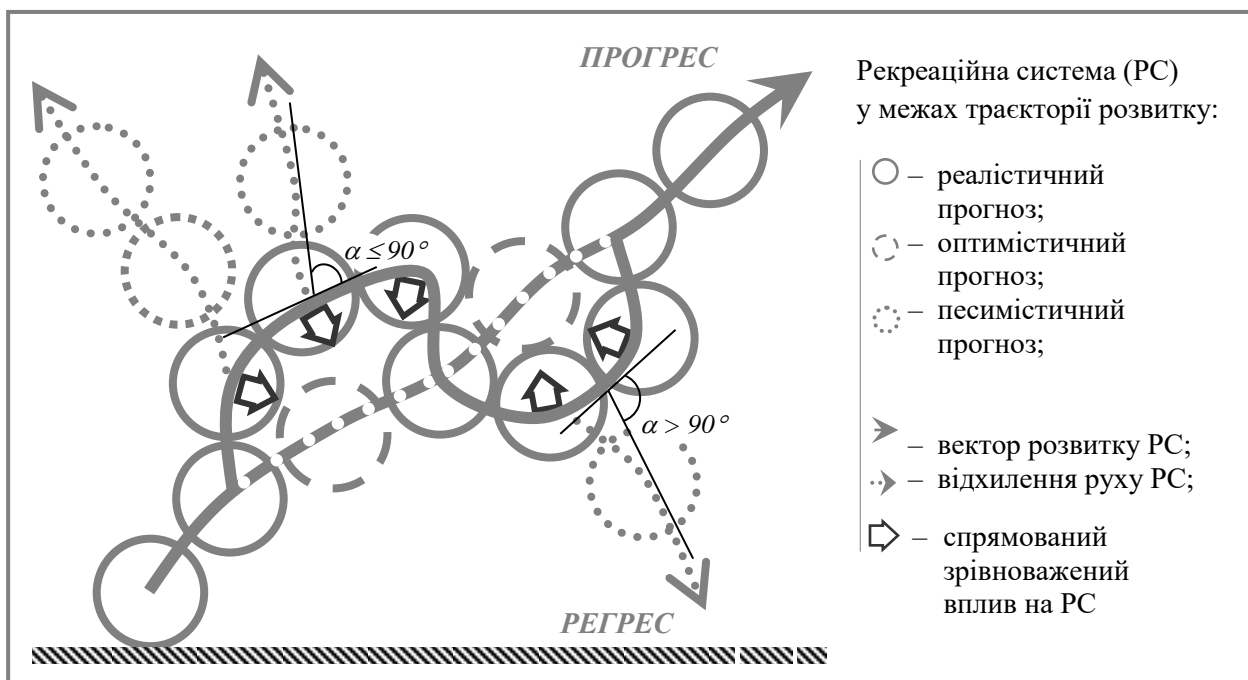 ПРОГРЕС
α ≤ 90°
α > 90°
РЕГРЕС
Рекреаційна система (РС)
у межах траєкторії розвитку:
– реалістичний
прогноз;
– оптимістичний
прогноз;
– песимістичний
прогноз;
– вектор розвитку РС;
– відхилення руху РС;
– спрямований
зрівноважений
вплив на РС